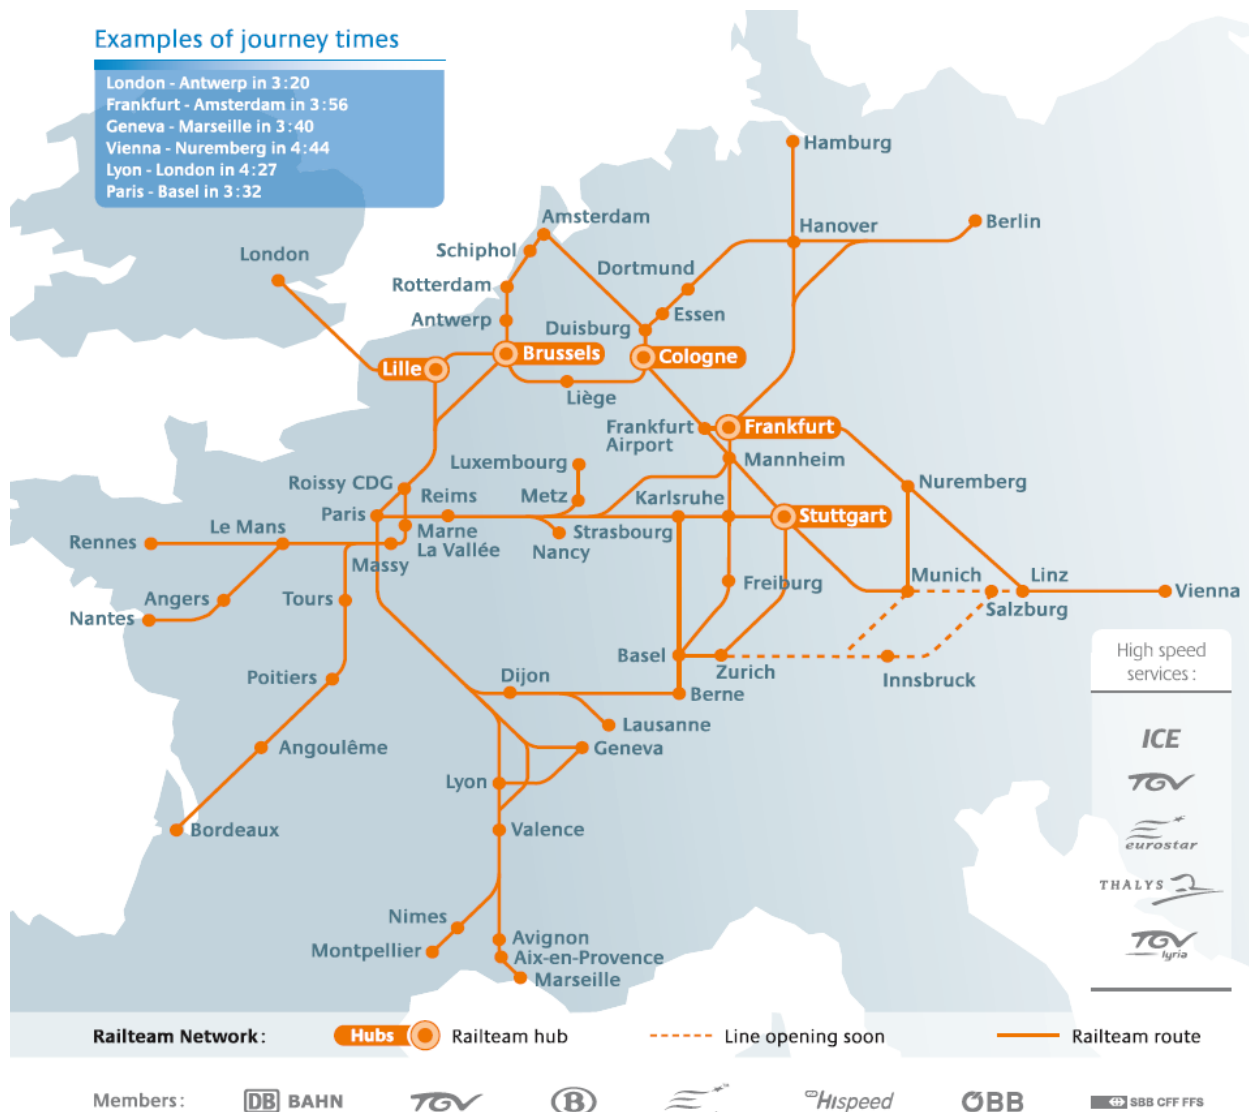 Examples of journey times
London - Antwerp in 3:20
Frankfurt - Amsterdam in 3:56
Geneva - Marseille in 3:40
Vienna - Nuremberg in 4:44
Lyon - London in 4:27
Paris - Basel in 3:32
Hamburg
Amsterdam
Hanover
Berlin
Schiphol
London
Dortmund
Rotterdam
Antwerp
Essen
Duisburg
Brussels
Cologne
Lille
Liège
Frankfurt
Airport
Frankfurt
Luxembourg
Mannheim
Roissy CDG
Reims
Metz
Karlsruhe
Nuremberg
Paris
Stuttgart
Le Mans
Marne
La Vallée
Strasbourg
Nancy
Rennes
Massy
Freiburg
Munich
Linz
Angers
Tours
Salzburg
Vienna
Nantes
Basel
Zurich
Innsbruck
Poitiers
Dijon
Berne
Lausanne
Angoulême
Geneva
Lyon
Bordeaux
Valence
Nimes
Avignon
Montpellier
Aix-en-Provence
Marseille
High speed
services:
ICE
TGV
eurostar
THALYS
TGV
lyria
Railteam Network:
Hubs
Railteam hub
Line opening soon
Railteam route
Members:
DB BAHN
TGV
B
Hispeed
ÖBB
SBB CFF FFS